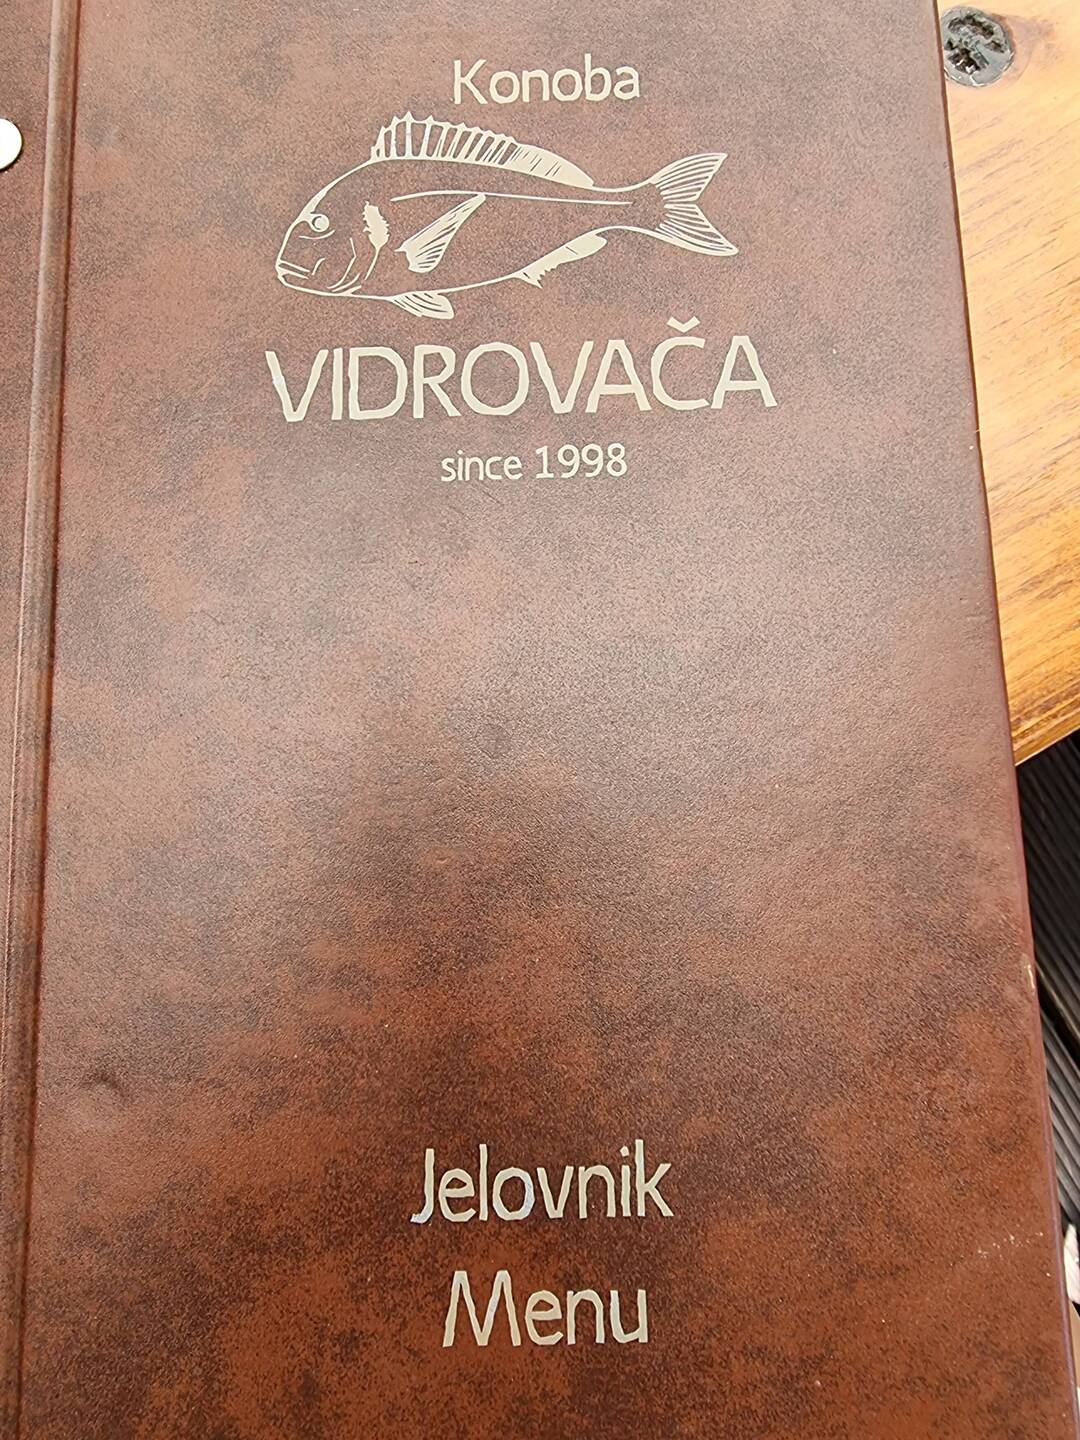 Konoba
VIDROVAČA
since 1998
Jelovnik
Menu